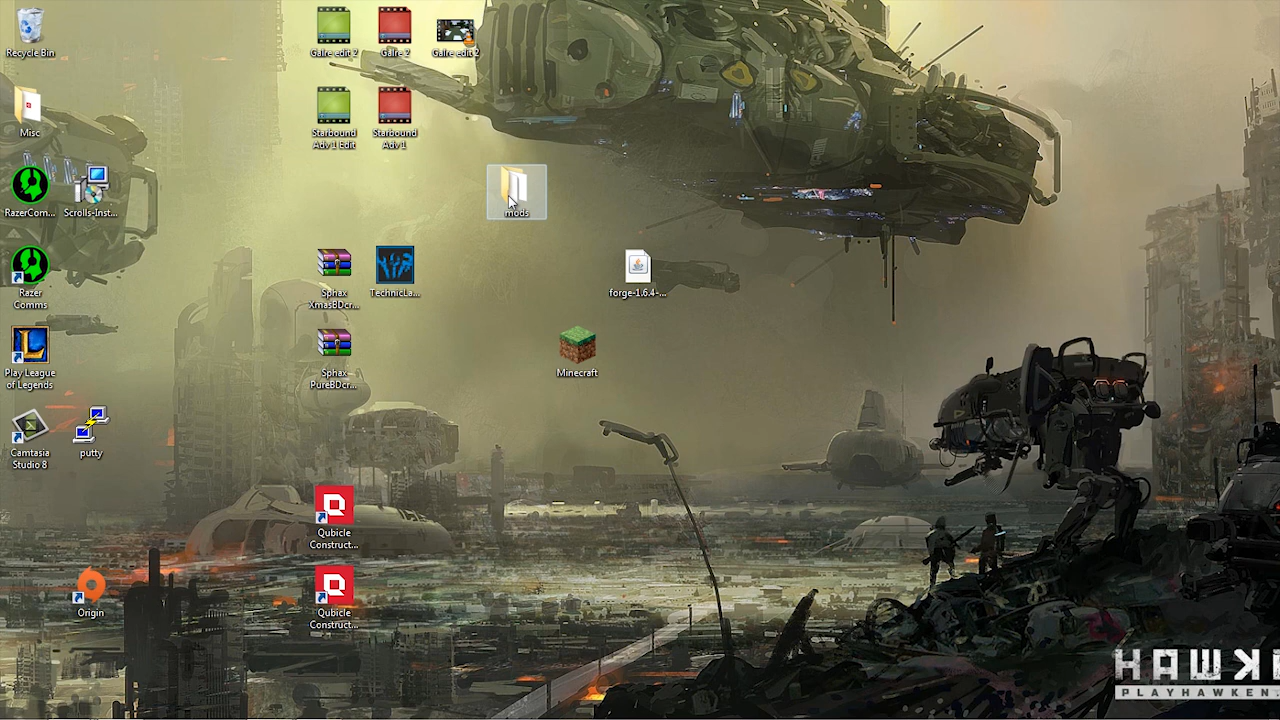 Recycle Bin
Galre edit 2
Galre 2
Galre edit 2
Misc
Starbound
Adv 1 Edit
Starbound
Adv 1
RazerCom...
Scrolls-Inst...
mods
Razer
Comms
Sphax
XmasBDcr...
TechnicLa...
forge-1.6.4-...
Play League
of Legends
Sphax
PureBDcr...
Minecraft
Camtasia
Studio 8
putty
Qubicle
Construct...
Origin
Qubicle
Construct...
HAWKE
PLAYHAWKEN.